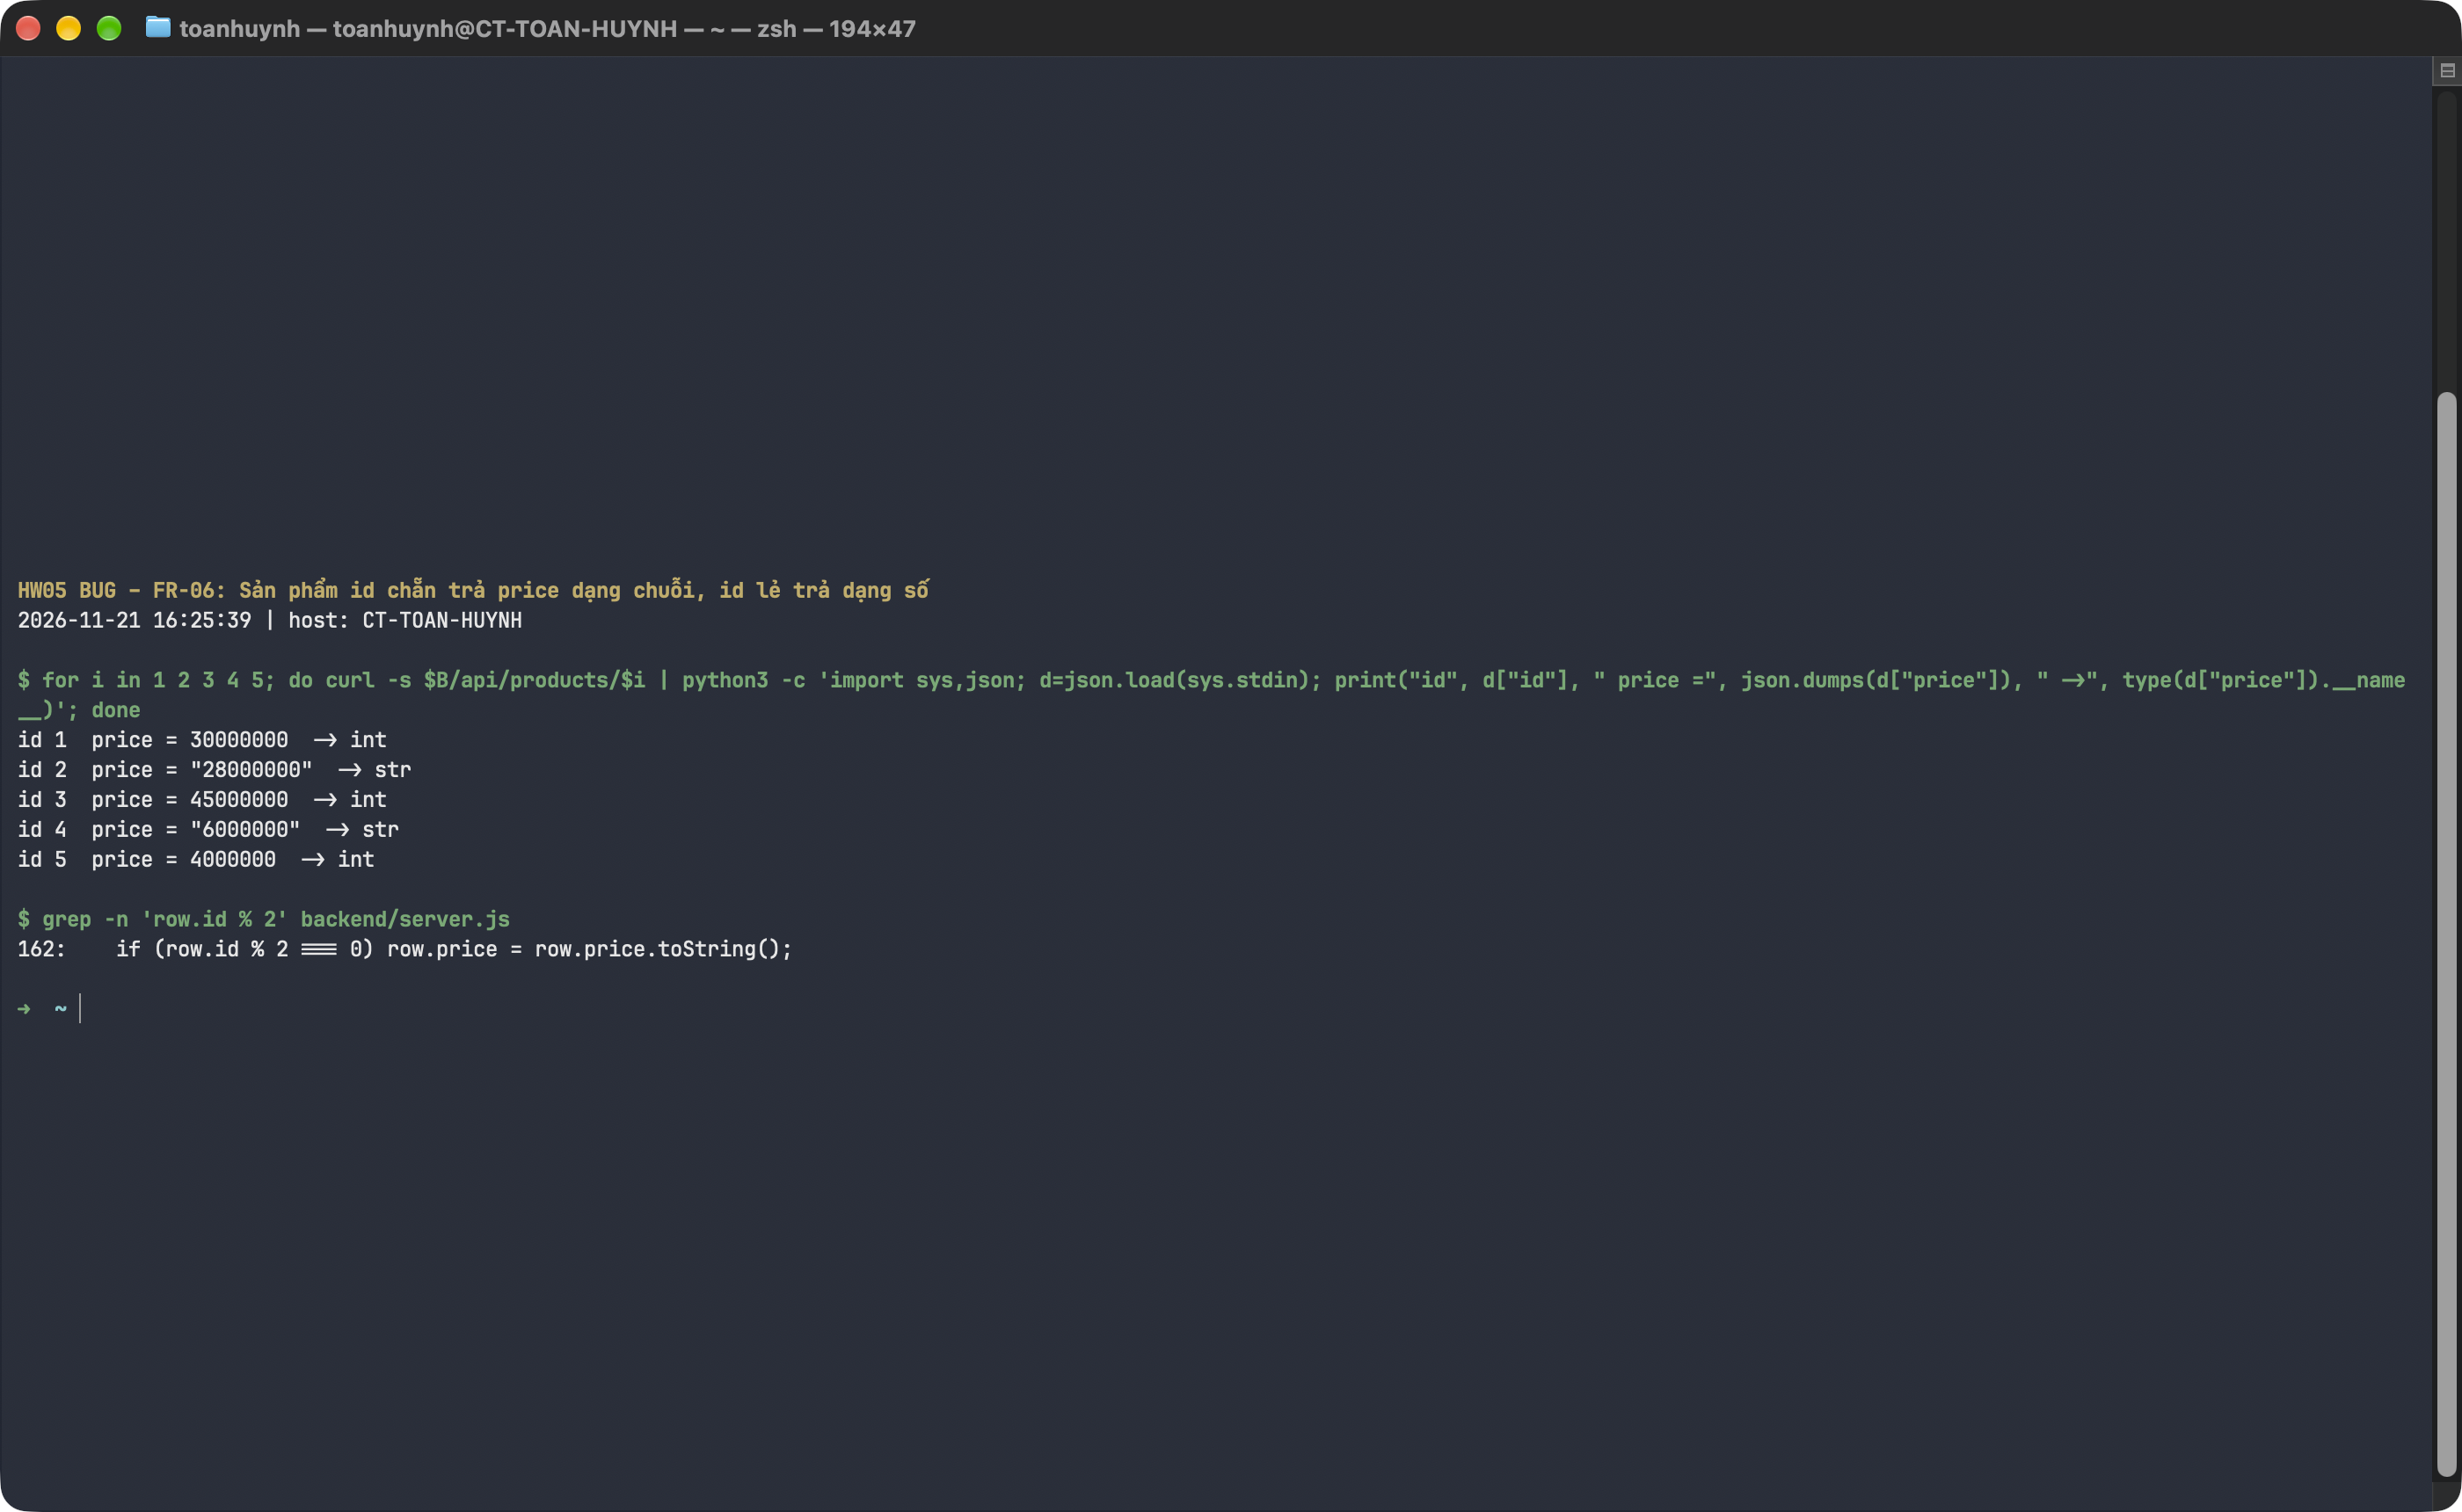 toanhuynh — toanhuynh@CT-TOAN-HUYNH — ~ — zsh — 194×47
HW05 BUG - FR-06: Sản phẩm id chẵn trả price dạng chuỗi, id lẻ trả dạng số
2026-11-21 16:25:39 | host: CT-TOAN-HUYNH
$ for i in 1 2 3 4 5; do curl -s $B/api/products/$i | python3 -c 'import sys,json; d=json.load(sys.stdin); print("id", d["id"], " price =", json.dumps(d["price"]), " ->", type(d["price"]).__name
__)'; done
id 1  price = 30000000  -> int
id 2  price = "28000000"  -> str
id 3  price = 45000000  -> int
id 4  price = "6000000"  -> str
id 5  price = 4000000  -> int
$ grep -n 'row.id % 2' backend/server.js
162:    if (row.id % 2 === 0) row.price = row.price.toString();
➜  ~